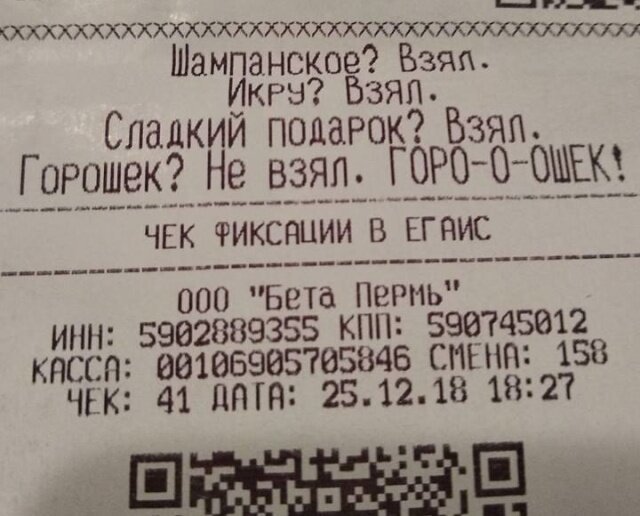 Шампанское? Взял.
Икру? Взял.
Сладкий подарок? Взял.
Горошек? Не взял. ГОРО-О-ОШЕК!
ЧЕК ФИКСАЦИИ В ЕГАИС
ООО "Бета Пермь"
ИНН: 5902889355 КПП: 590745012
КАССА: 00106905705846 СМЕНА: 158
ЧЕК: 41 ДАТА: 25.12.18 18:27